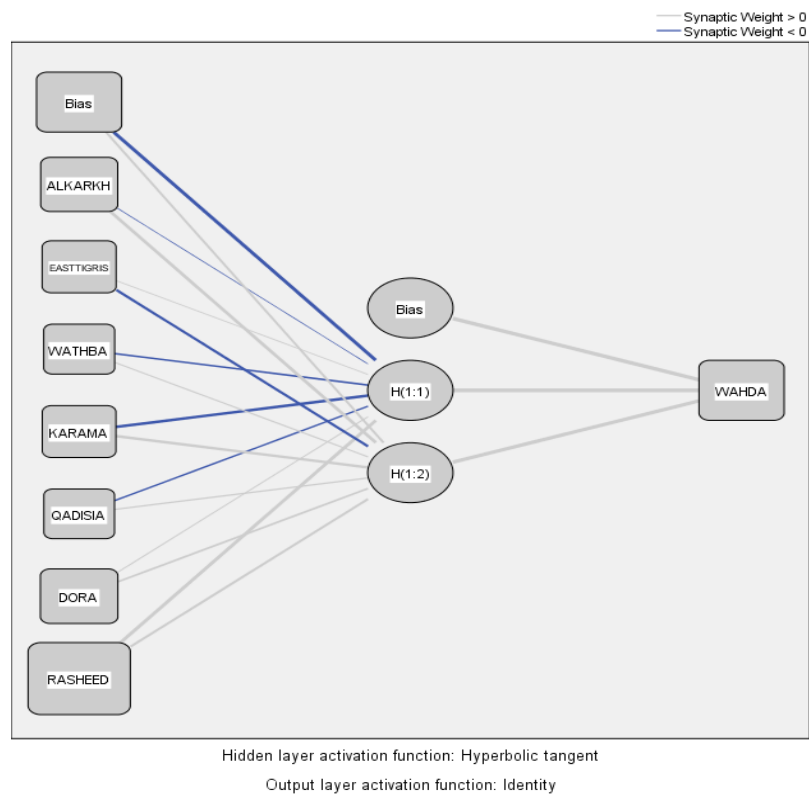 Synaptic Weight > 0
Synaptic Weight < 0
Bias
ALKARKH
EASTTIGRIS
WATHBA
KARAMA
QADISIA
DORA
RASHEED
Bias
H(1:1)
H(1:2)
WAHDA
Hidden layer activation function: Hyperbolic tangent
Output layer activation function: Identity